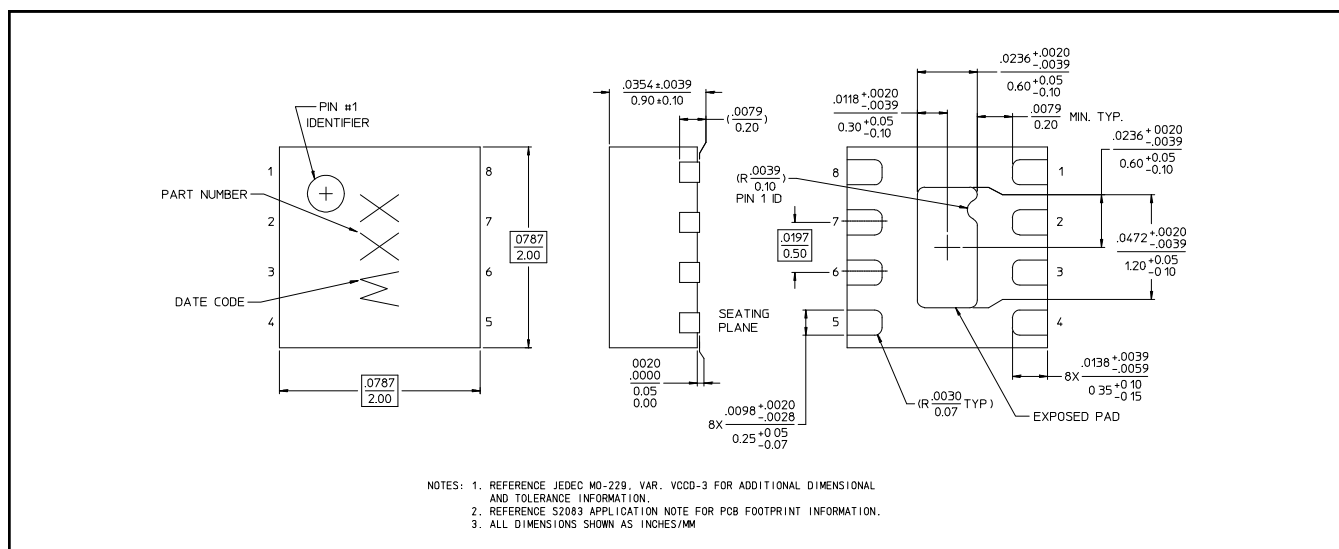 PIN #1
IDENTIFIER
PART NUMBER
DATE CODE
1
2
3
4
8
7
6
5
.0787
2.00
.0787
2.00
.0354±.0039
0.90±0.10
(.0079
0.20)
SEATING
PLANE
0020
.0000
0.05
0.00
.0236 +.0020
-.0039
0.60 +0.05
-0.10
.0118 +.0020
-.0039
0.30 +0.05
-0.10
.0079
0.20
MIN. TYP.
.0236 +.0020
-.0039
0.60 +0.05
-0.10
(R .0039
0.10)
PIN 1 ID
.0197
0.50
8
7
6
5
1
2
3
4
.0472 +.0020
-.0039
1.20 +0.05
-0 10
8X .0138 +.0039
-.0059
0 35 +0 10
-0 15
8X .0098 +.0020
-.0028
0.25 +0 05
-0.07
(R .0030
0.07 TYP)
EXPOSED PAD
NOTES: 1. REFERENCE JEDEC MO-229, VAR. VCCD-3 FOR ADDITIONAL DIMENSIONAL
AND TOLERANCE INFORMATION.
2. REFERENCE S2083 APPLICATION NOTE FOR PCB FOOTPRINT INFORMATION.
3. ALL DIMENSIONS SHOWN AS INCHES/MM